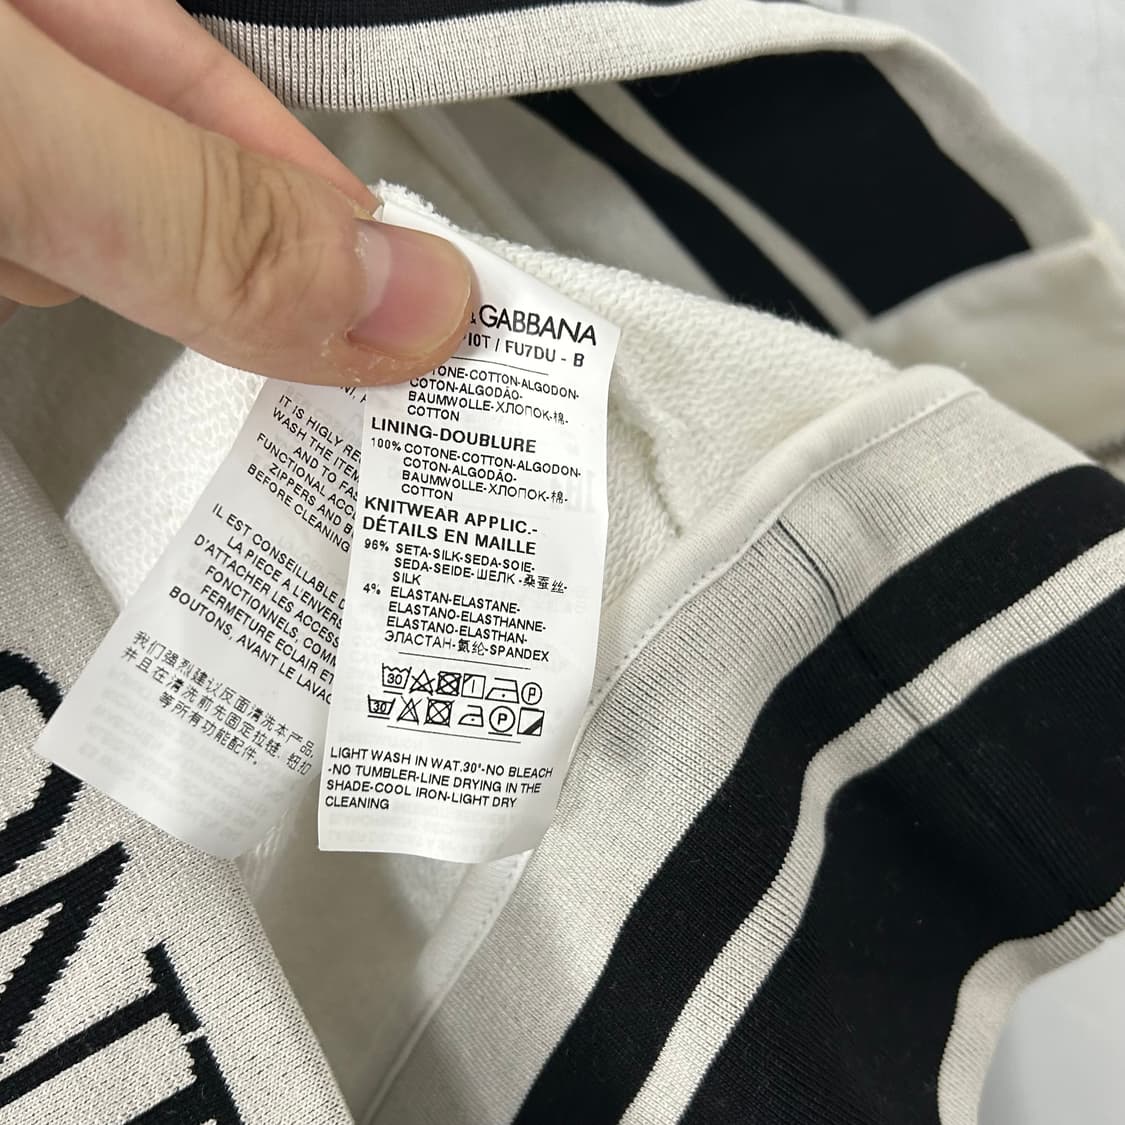 & GABBANA
I0T / FU7DU - B
COTONE-COTTON-ALGODON-
COTON-ALGODÃO-
BAUMWOLLE-ХЛОПОК-棉-
COTTON
LINING-DOUBLURE
100% COTONE-COTTON-ALGODON-
COTON-ALGODÃO-
BAUMWOLLE-ХЛОПОК-棉-
COTTON
KNITWEAR APPLIC.-
DÉTAILS EN MAILLE
96% SETA-SILK-SEDA-SOIE-
SEDA-SEIDE-ШЕЛК-桑蚕丝-
SILK
4% ELASTAN-ELASTANE-
ELASTANO-ELASTHANNE-
ELASTANO-ELASTHAN-
ЭЛАСТАН-氨纶-SPANDEX
30 P
30 P
LIGHT WASH IN WAT.30°-NO BLEACH
-NO TUMBLER-LINE DRYING IN THE
SHADE-COOL IRON-LIGHT DRY
CLEANING
IT IS HIGLY RE
WASH THE ITEM
AND TO FAS
FUNCTIONAL ACC
ZIPPERS AND B
BEFORE CLEANING
IL EST CONSEILLABLE D
LA PIECE A L'ENVER
D'ATTACHER LES ACCESS
FONCTIONNELS, COMM
FERMETURE ECLAIR ET
BOUTONS, AVANT LE LAVAG
我们强烈建议反面清洗本产品,
并且在清洗前先固定拉链, 纽扣
等所有功能配件。